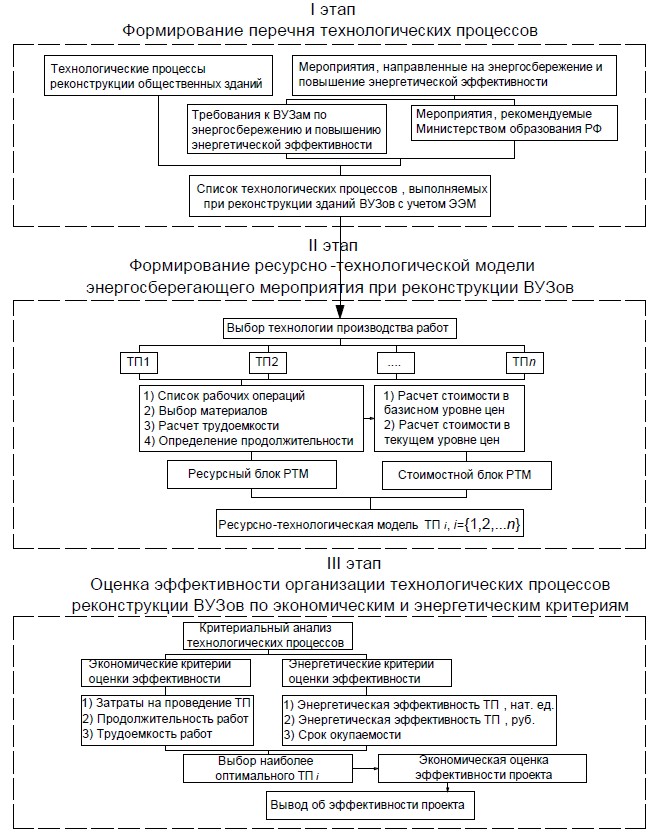 I этап
Формирование перечня технологических процессов
Технологические процессы
реконструкции общественных зданий
Мероприятия, направленные на энергосбережение и
повышение энергетической эффективности
Требования к ВУЗам по
энергосбережению и повышению
энергетической эффективности
Мероприятия, рекомендуемые
Министерством образования РФ
Список технологических процессов , выполняемых
при реконструкции зданий ВУЗов с учетом ЭЭМ
II этап
Формирование ресурсно-технологической модели
энергосберегающего мероприятия при реконструкции ВУЗов
Выбор технологии производства работ
ТП1
ТП2
....
ТПn
1) Список рабочих операций
2) Выбор материалов
3) Расчет трудоемкости
4) Определение продолжительности
1) Расчет стоимости в
базисном уровне цен
2) Расчет стоимости в
текущем уровне цен
Ресурсный блок РТМ
Стоимостной блок РТМ
Ресурсно-технологическая модель ТП i, i={1,2,...n}
III этап
Оценка эффективности организации технологических процессов
реконструкции ВУЗов по экономическим и энергетическим критериям
Критериальный анализ
технологических процессов
Экономические критерии
оценки эффективности
Энергетические критерии
оценки эффективности
1) Затраты на проведение ТП
2) Продолжительность работ
3) Трудоемкость работ
1) Энергетическая эффективность ТП , нат. ед.
2) Энергетическая эффективность ТП , руб.
3) Срок окупаемости
Выбор наиболее
оптимального ТП i
Экономическая оценка
эффективности проекта
Вывод об эффективности проекта